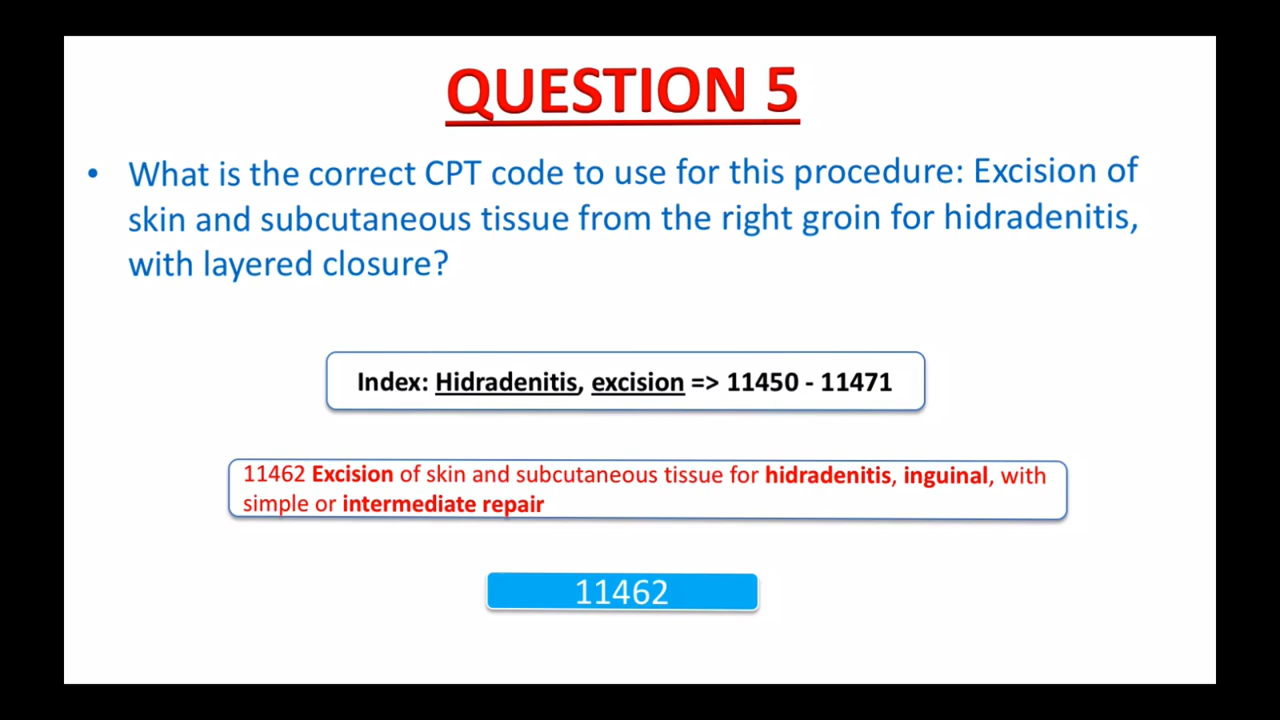 QUESTION 5
• What is the correct CPT code to use for this procedure: Excision of
skin and subcutaneous tissue from the right groin for hidradenitis,
with layered closure?
Index: Hidradenitis, excision => 11450 - 11471
11462 Excision of skin and subcutaneous tissue for hidradenitis, inguinal, with
simple or intermediate repair
11462